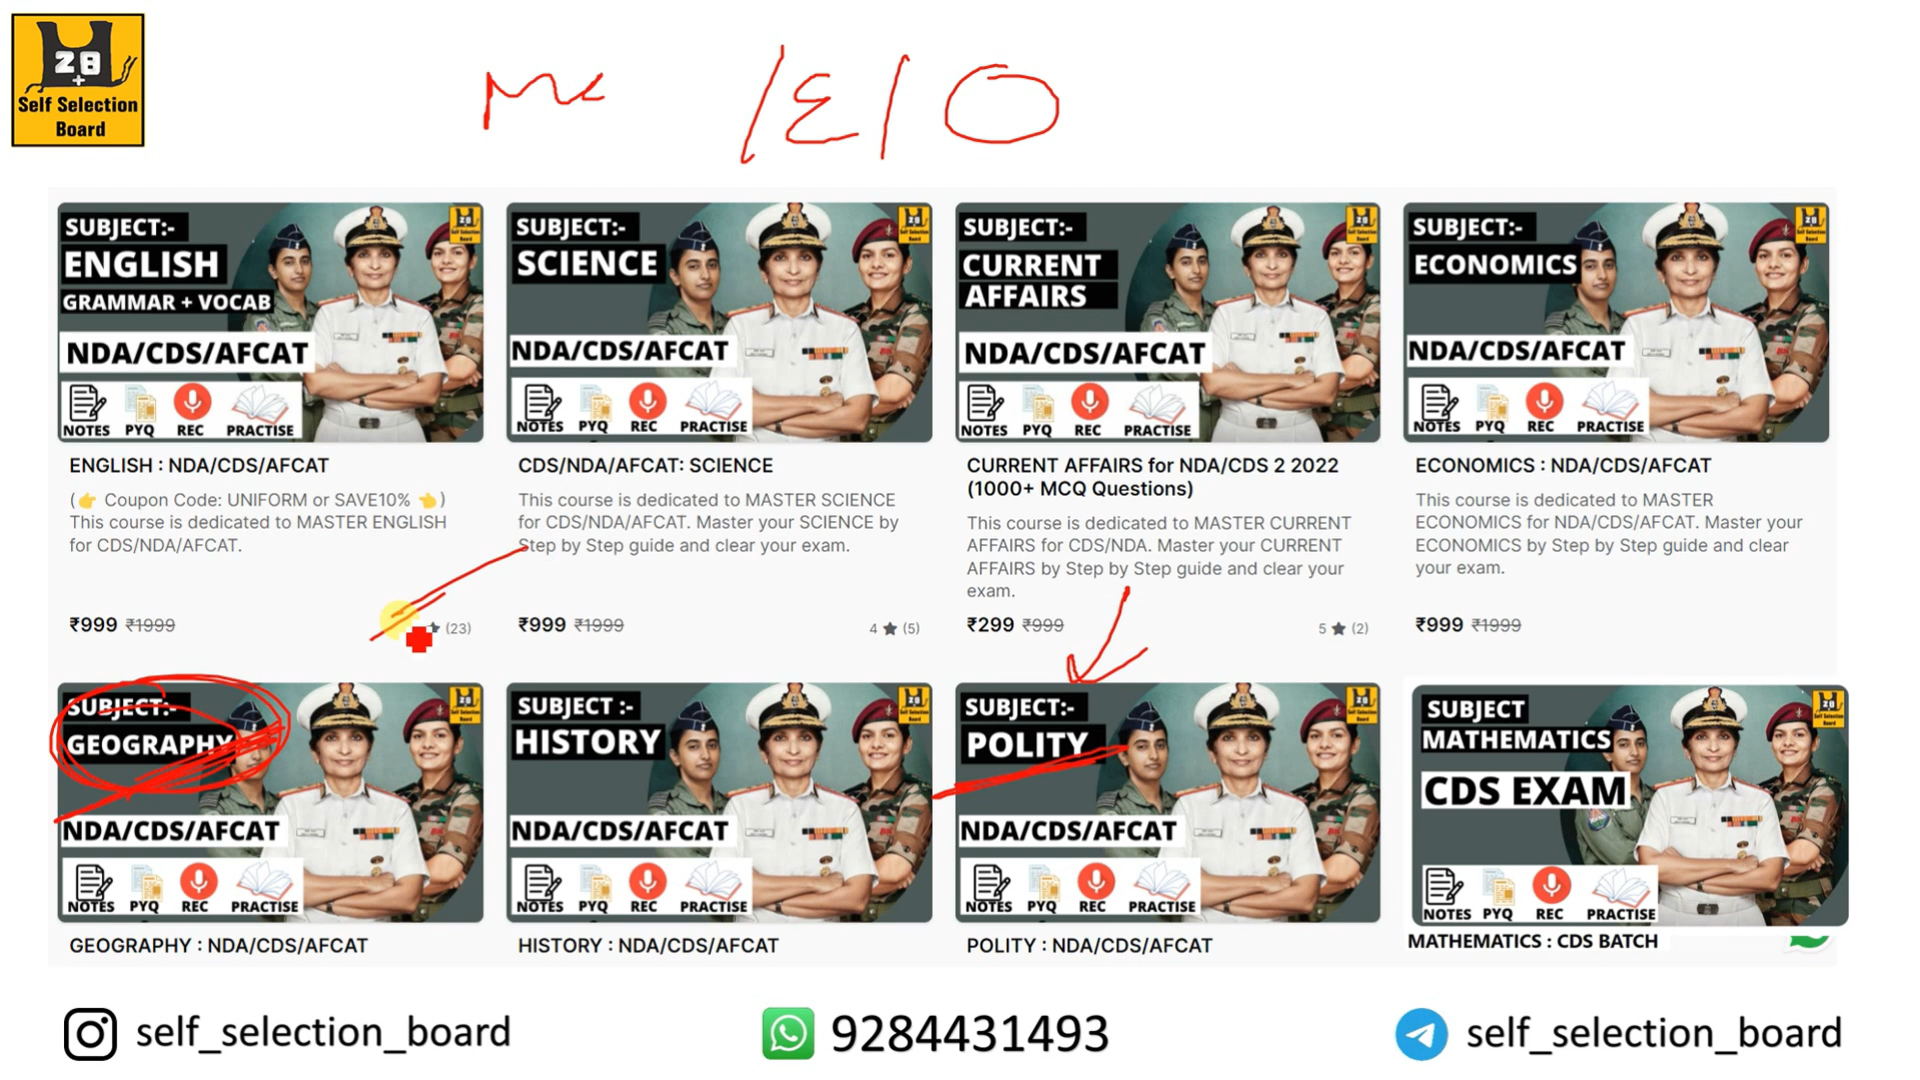 28
+
Self Selection
Board
M
/ E / O
SUBJECT:-
ENGLISH
GRAMMAR + VOCAB
NDA/CDS/AFCAT
NOTES PYQ REC PRACTISE
ENGLISH : NDA/CDS/AFCAT
(👉 Coupon Code: UNIFORM or SAVE10% 👈)
This course is dedicated to MASTER ENGLISH
for CDS/NDA/AFCAT.
₹999 ₹1999
(23)
SUBJECT:-
SCIENCE
NDA/CDS/AFCAT
NOTES PYQ REC PRACTISE
CDS/NDA/AFCAT: SCIENCE
This course is dedicated to MASTER SCIENCE
for CDS/NDA/AFCAT. Master your SCIENCE by
Step by Step guide and clear your exam.
₹999 ₹1999
4 ★ (5)
SUBJECT:-
CURRENT
AFFAIRS
NDA/CDS/AFCAT
NOTES PYQ REC PRACTISE
CURRENT AFFAIRS for NDA/CDS 2 2022
(1000+ MCQ Questions)
This course is dedicated to MASTER CURRENT
AFFAIRS for CDS/NDA. Master your CURRENT
AFFAIRS by Step by Step guide and clear your
exam.
₹299 ₹999
5 ★ (2)
SUBJECT:-
ECONOMICS
NDA/CDS/AFCAT
NOTES PYQ REC PRACTISE
ECONOMICS : NDA/CDS/AFCAT
This course is dedicated to MASTER
ECONOMICS for NDA/CDS/AFCAT. Master your
ECONOMICS by Step by Step guide and clear
your exam.
₹999 ₹1999
SUBJECT:-
GEOGRAPHY
NDA/CDS/AFCAT
NOTES PYQ REC PRACTISE
GEOGRAPHY : NDA/CDS/AFCAT
SUBJECT :-
HISTORY
NDA/CDS/AFCAT
NOTES PYQ REC PRACTISE
HISTORY : NDA/CDS/AFCAT
SUBJECT:-
POLITY
NDA/CDS/AFCAT
NOTES PYQ REC PRACTISE
POLITY : NDA/CDS/AFCAT
SUBJECT
MATHEMATICS
CDS EXAM
NOTES PYQ REC PRACTISE
MATHEMATICS : CDS BATCH
self_selection_board
9284431493
self_selection_board